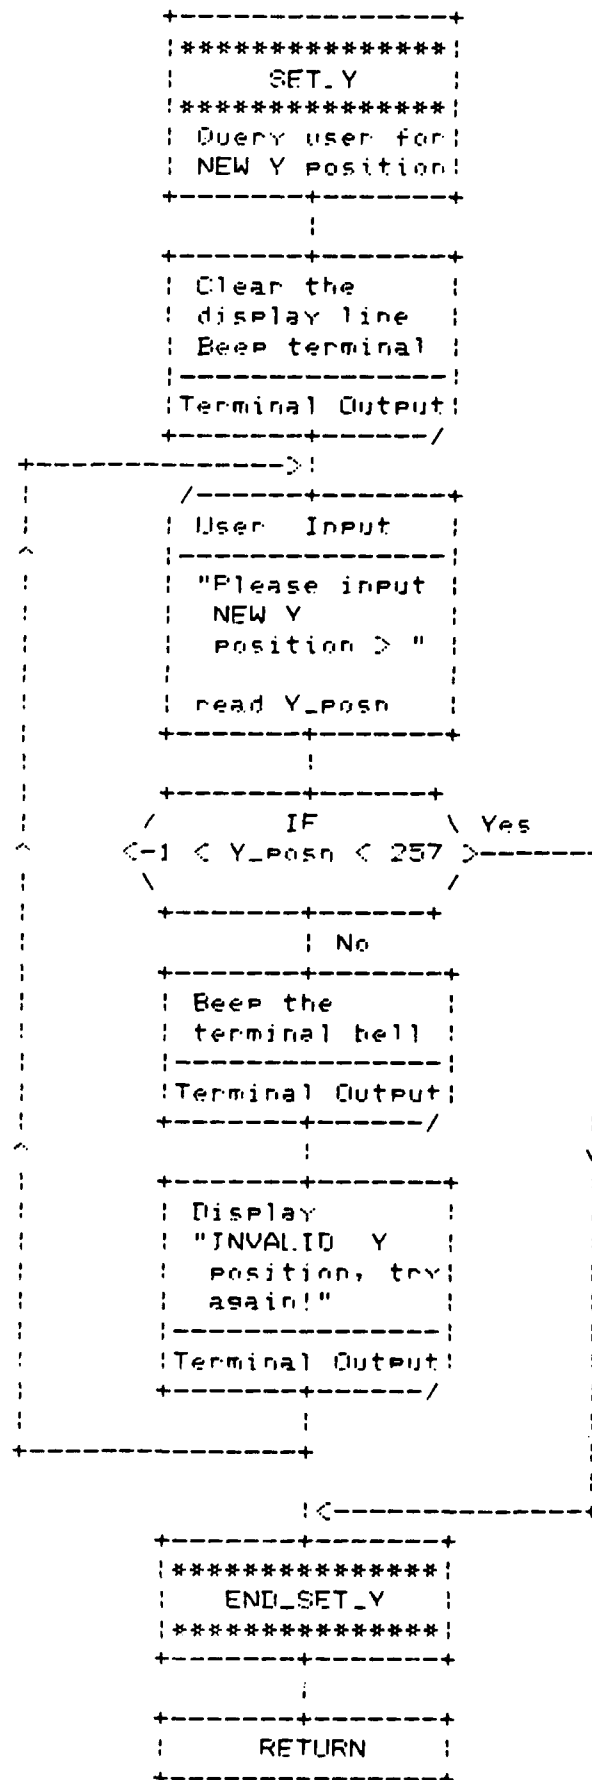 ***************
SET_Y
***************
Query user for
NEW Y position
Clear the
display line
Beep terminal
Terminal Output
User Input
"Please input
NEW Y
position > "
read Y_posn
IF
-1 < Y_posn < 257
Yes
No
Beep the
terminal bell
Terminal Output
Display
"INVALID Y
position, try
again!"
Terminal Output
***************
END_SET_Y
***************
RETURN